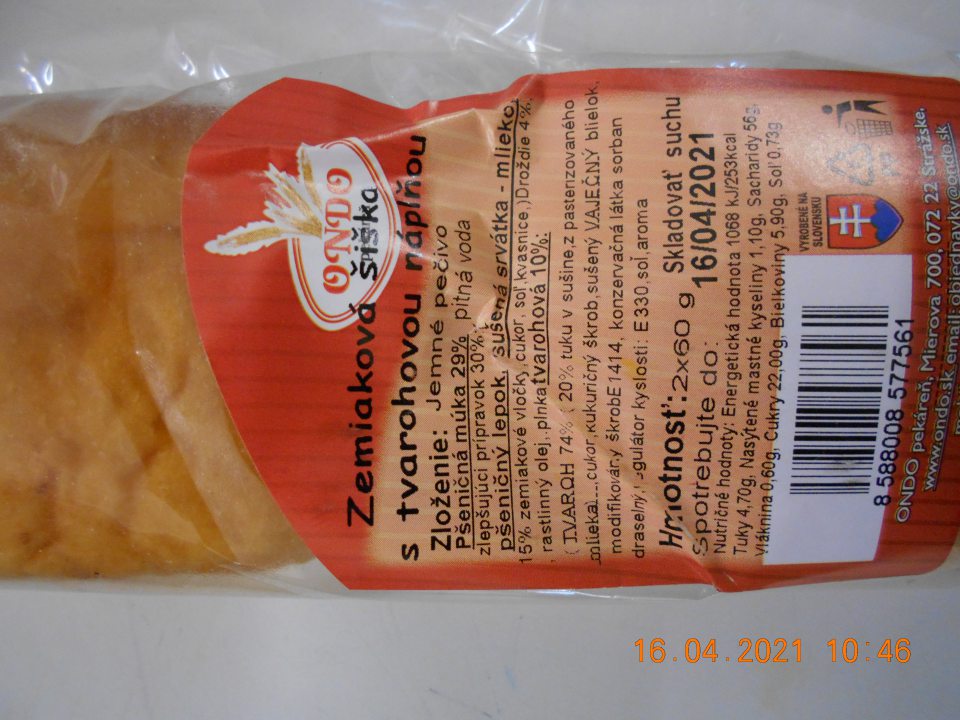 ONDO
Zemiaková šiška
s tvarohovou náplňou
Zloženie: Jemné pečivo
Pšeničná múka 29%, pitná voda
zlepšujúci prípravok 30%
pšeničný lepok, sušená srvátka - mlieko,
15% zemiakové vločky, cukor, soľ, kvasnice,) Droždie 4%,
rastlinný olej, plnka tvarohová 10%:
( TVAROH 74% ( 20% tuku v sušine,z pasterizovaného
mlieka)...,cukor,kukuričný škrob,sušený VAJEČNÝ bielok,
modifikovaný škrobE1414, konzervačná látka sorban
draselný, regulátor kyslosti: E330,soľ,aroma
Hmotnosť:2x60 g Skladovať suchu
Spotrebujte do: 16/04/2021
Nutričné hodnoty: Energetická hodnota 1068 kJ/253kcal
Tuky 4,70g, Nasýtené mastné kyseliny 1,10g, Sacharidy 56g,
Vláknina 0,60g, Cukry 22,00g, Bielkoviny 5,90g, Soľ 0,73g
VYROBENÉ NA
SLOVENSKU
PP
8 588008 577561
ONDO pekáreň, Mierova 700, 072 22 Strážske,
www.ondo.sk email: objednavky@ondo.sk
16.04.2021 10:46